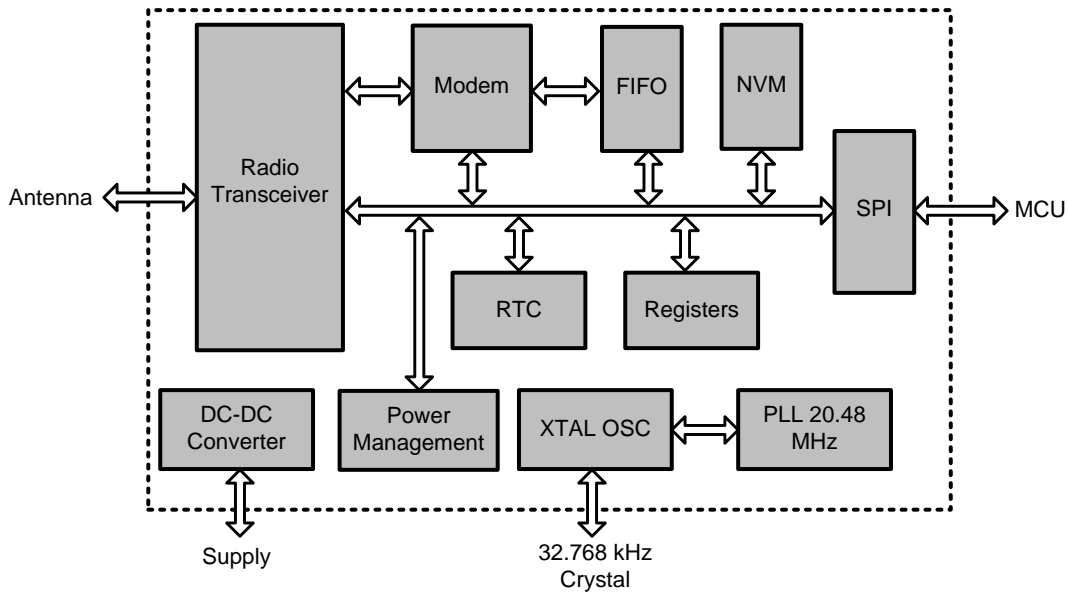 Modem
FIFO
NVM
Radio
Transceiver
Antenna
SPI
MCU
RTC
Registers
DC-DC
Converter
Power
Management
XTAL OSC
PLL 20.48
MHz
Supply
32.768 kHz
Crystal